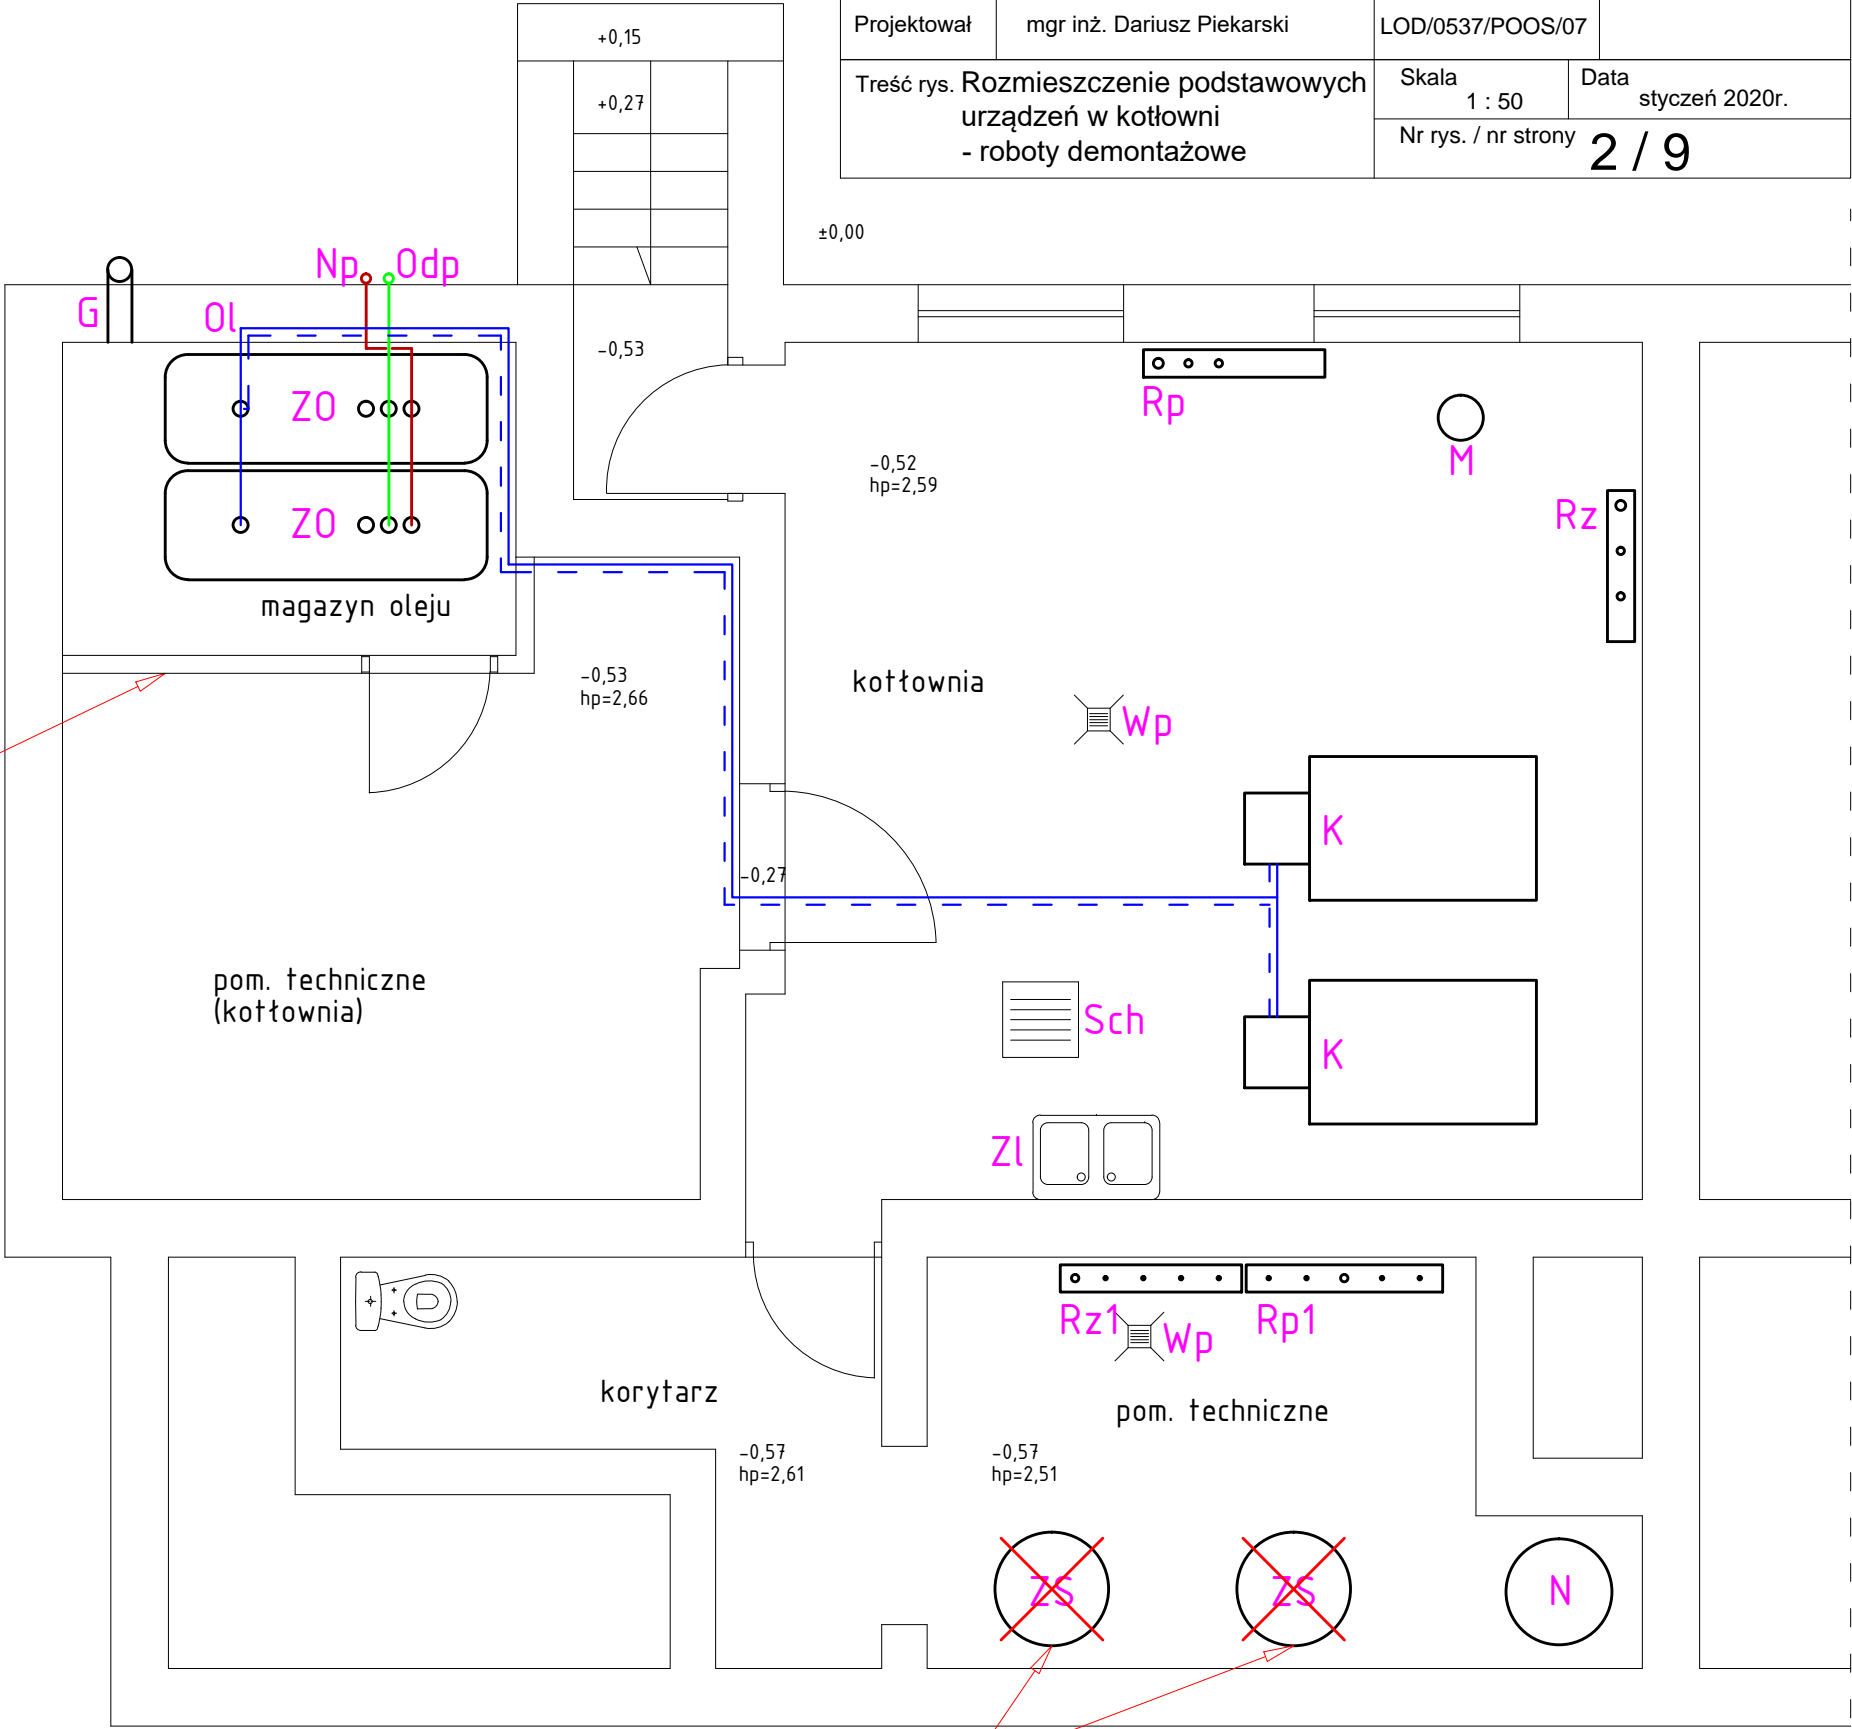 Projektował mgr inż. Dariusz Piekarski LOD/0537/POOS/07
Treść rys. Rozmieszczenie podstawowych
urządzeń w kotłowni
- roboty demontażowe
Skala
1 : 50
Data
styczeń 2020r.
Nr rys. / nr strony 2 / 9
+0,15
+0,27
±0,00
Np Odp
G
Ol
-0,53
ZO
Rp
M
-0,52
hp=2,59
Rz
ZO
magazyn oleju
-0,53
hp=2,66
kotłownia
Wp
K
-0,27
pom. techniczne
(kotłownia)
Sch
K
Zl
Rz1
Wp
Rp1
korytarz
pom. techniczne
-0,57
hp=2,61
-0,57
hp=2,51
ZS
ZS
N